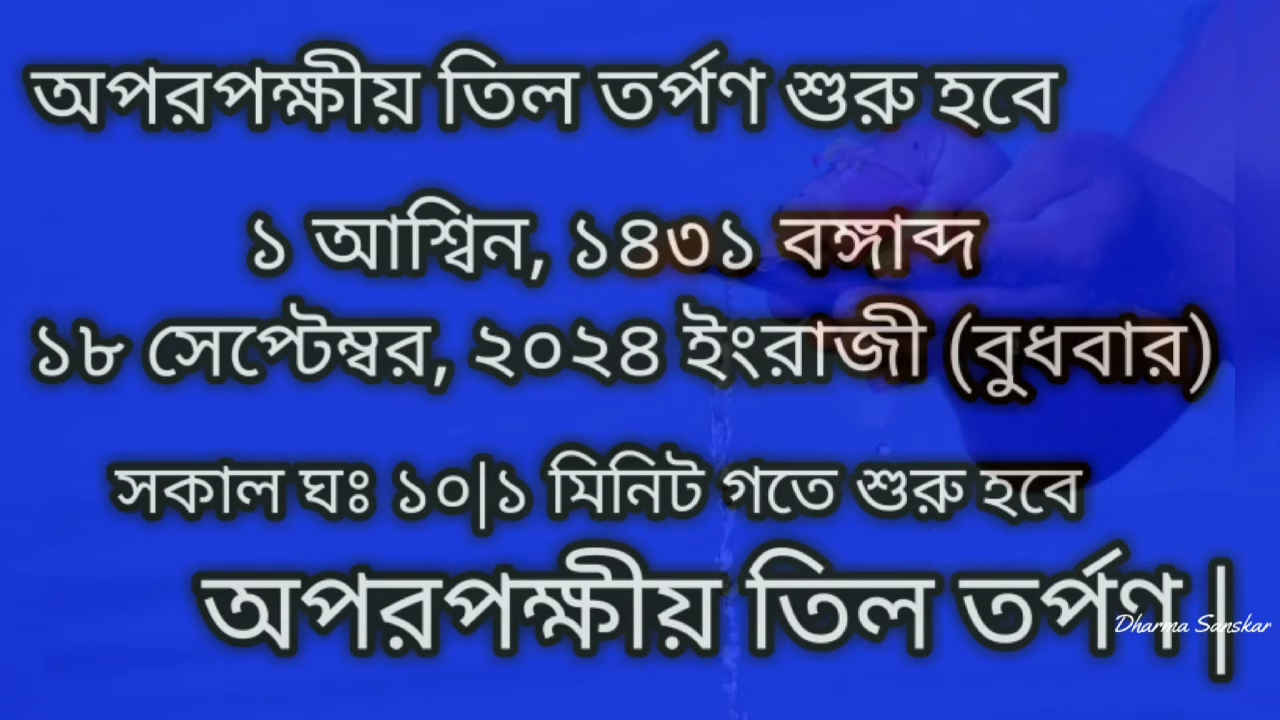 অপরপক্ষীয় তিল তর্পণ শুরু হবে
১ আশ্বিন, ১৪৩১ বঙ্গাব্দ
১৮ সেপ্টেম্বর, ২০২৪ ইংরাজী (বুধবার)
সকাল ঘঃ ১০|১ মিনিট গতে শুরু হবে
অপরপক্ষীয় তিল তর্পণ |
Dharma Sanskar